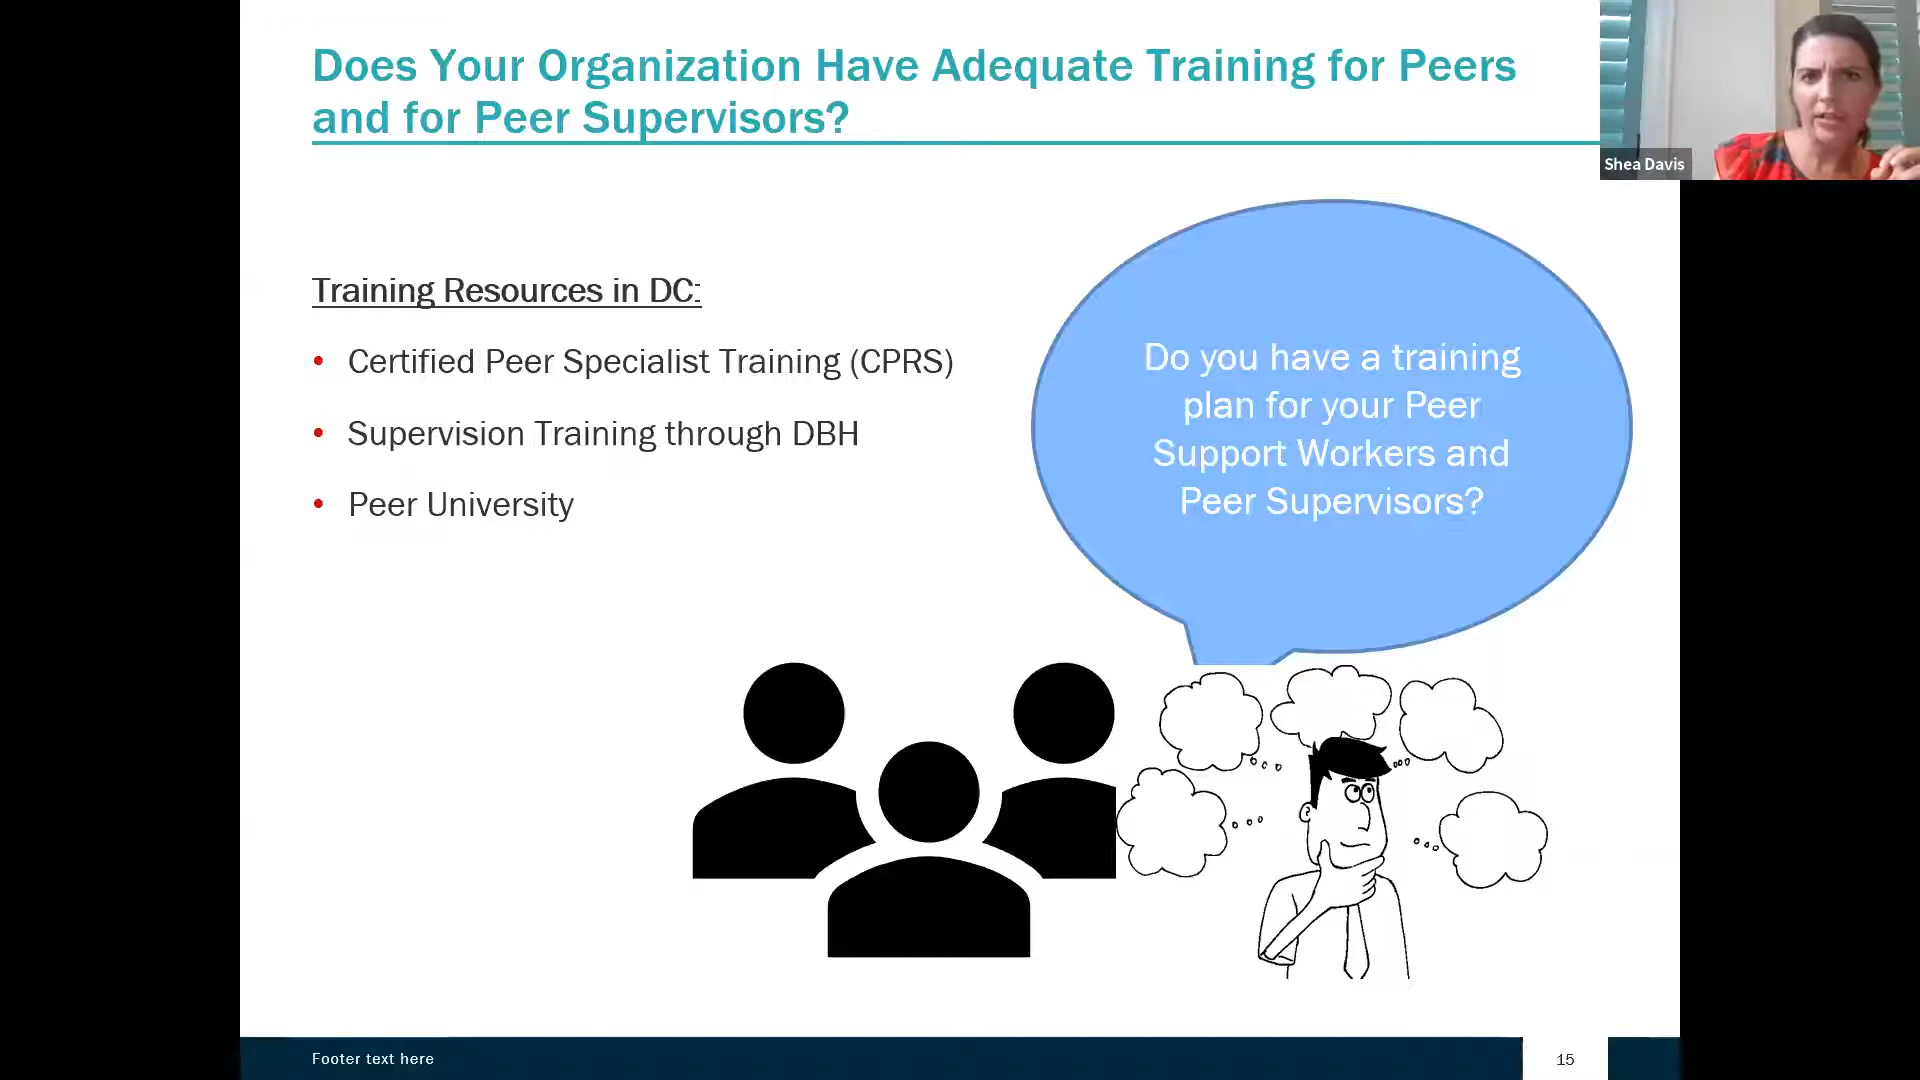 Does Your Organization Have Adequate Training for Peers
and for Peer Supervisors?
Shea Davis
Training Resources in DC:
• Certified Peer Specialist Training (CPRS)
• Supervision Training through DBH
• Peer University
Do you have a training
plan for your Peer
Support Workers and
Peer Supervisors?
Footer text here
15